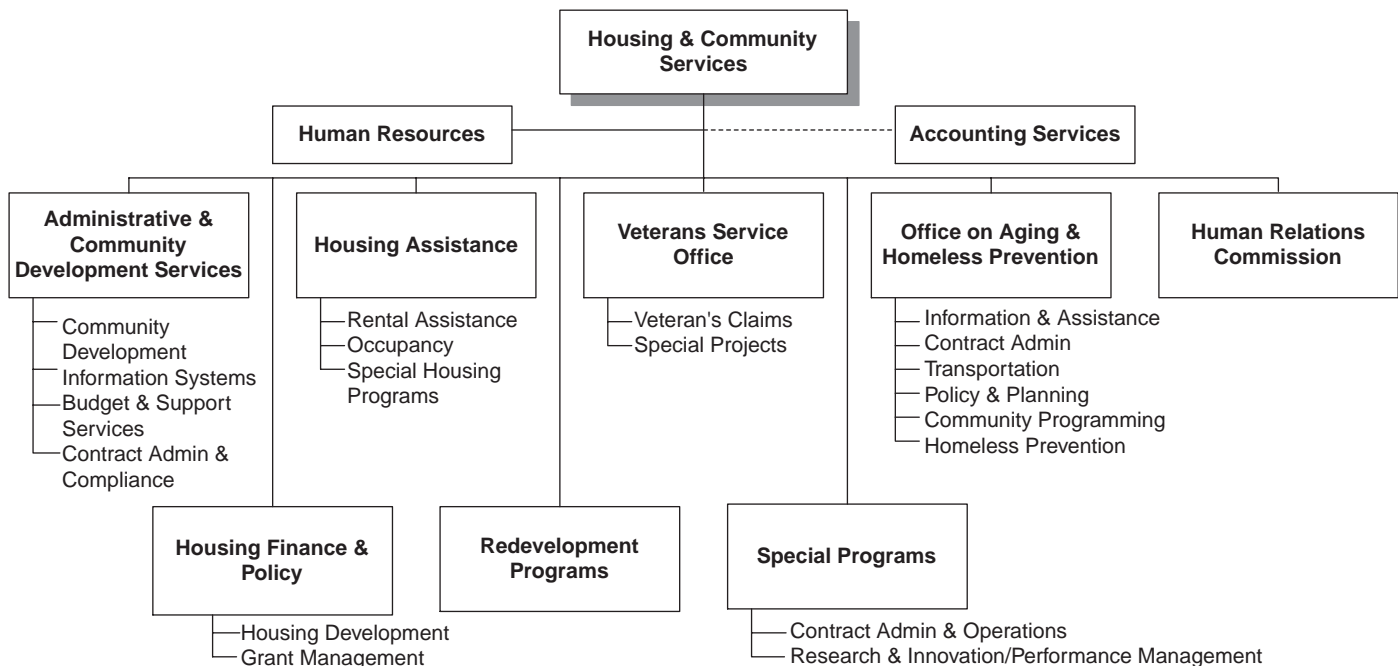 Housing & Community
Services
Human Resources
Accounting Services
Administrative &
Community
Development Services
Housing Assistance
Veterans Service
Office
Office on Aging &
Homeless Prevention
Human Relations
Commission
Community
Development
Information Systems
Budget & Support
Services
Contract Admin &
Compliance
Rental Assistance
Occupancy
Special Housing
Programs
Veteran's Claims
Special Projects
Information & Assistance
Contract Admin
Transportation
Policy & Planning
Community Programming
Homeless Prevention
Housing Finance &
Policy
Redevelopment
Programs
Special Programs
Housing Development
Grant Management
Contract Admin & Operations
Research & Innovation/Performance Management